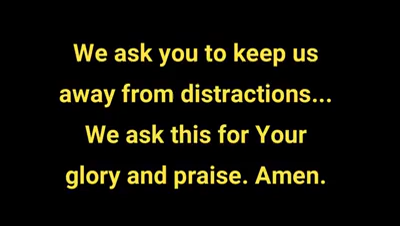 We ask you to keep us
away from distractions...
We ask this for Your
glory and praise. Amen.